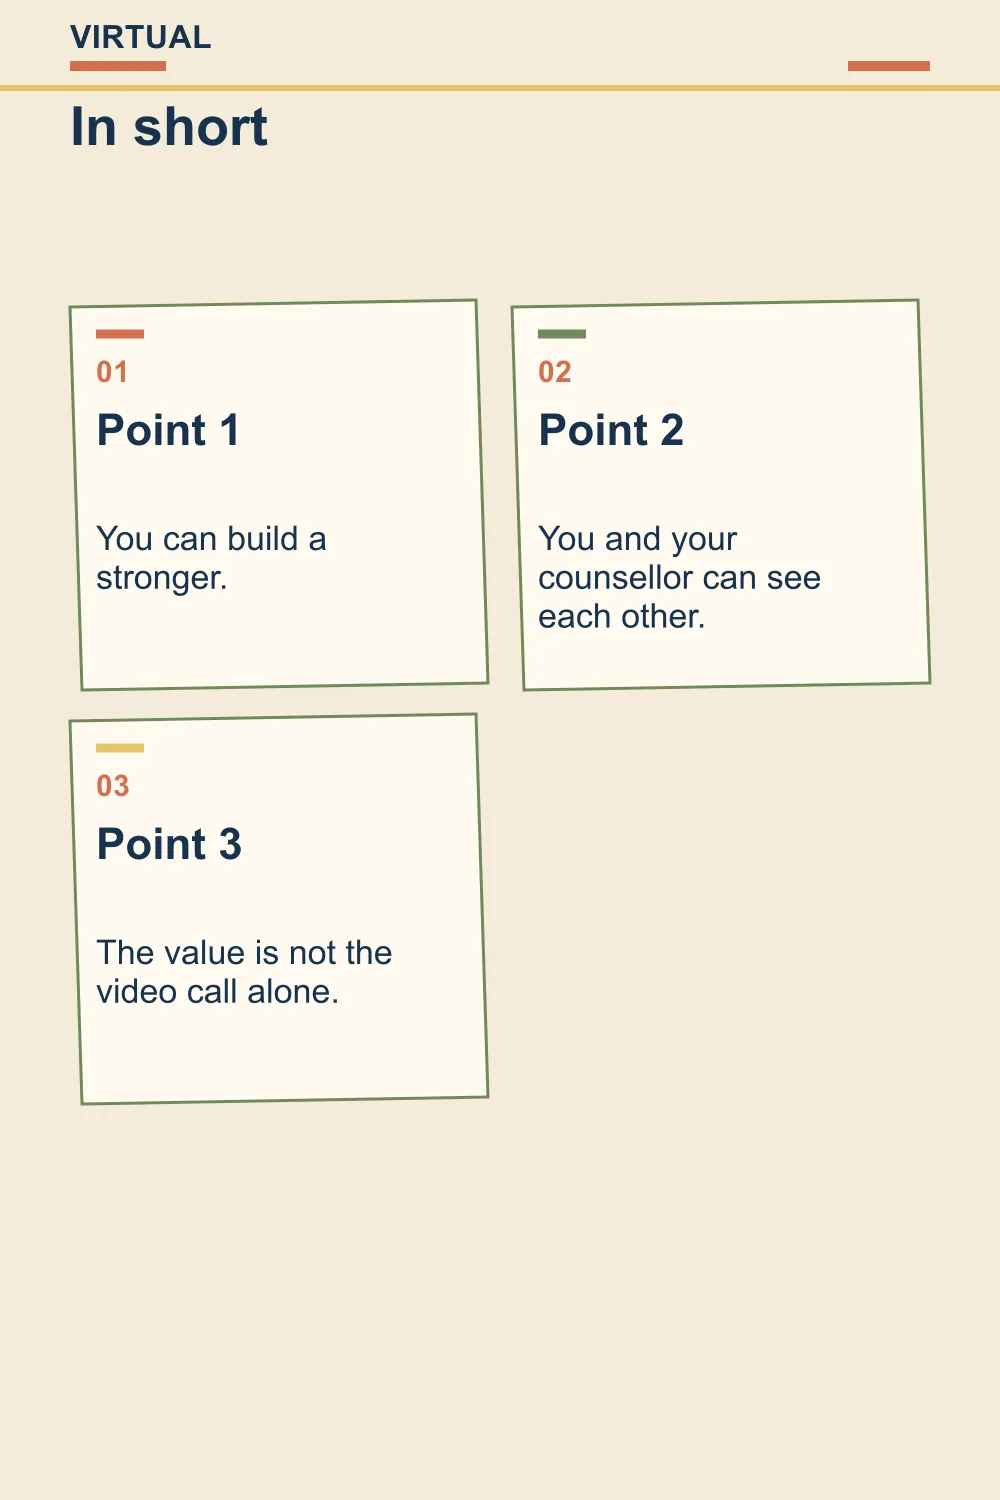 VIRTUAL
In short
01
Point 1
You can build a
stronger.
02
Point 2
You and your
counsellor can see
each other.
03
Point 3
The value is not the
video call alone.